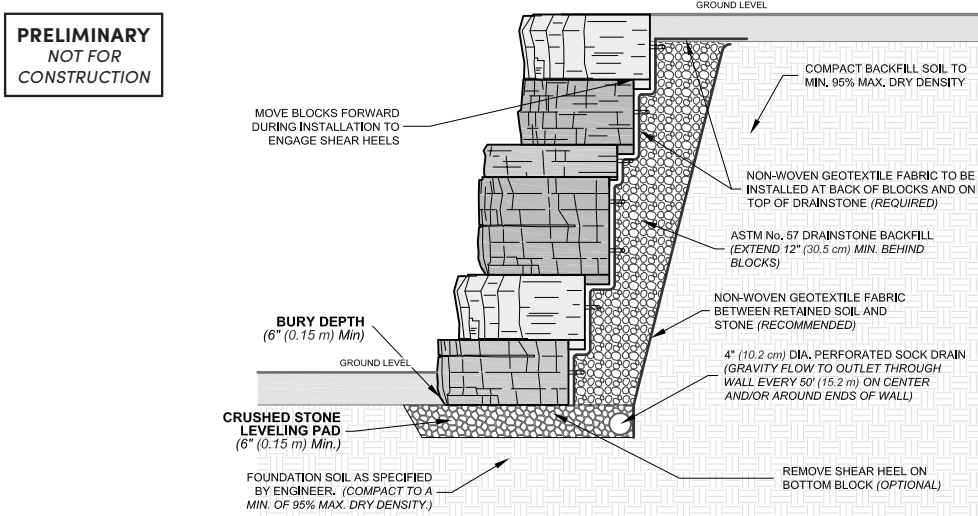 PRELIMINARY
NOT FOR
CONSTRUCTION
GROUND LEVEL
MOVE BLOCKS FORWARD
DURING INSTALLATION TO
ENGAGE SHEAR HEELS
COMPACT BACKFILL SOIL TO
MIN. 95% MAX. DRY DENSITY
NON-WOVEN GEOTEXTILE FABRIC TO BE
INSTALLED AT BACK OF BLOCKS AND ON
TOP OF DRAINSTONE (REQUIRED)
ASTM No. 57 DRAINSTONE BACKFILL
(EXTEND 12" (30.5 cm) MIN. BEHIND
BLOCKS)
NON-WOVEN GEOTEXTILE FABRIC
BETWEEN RETAINED SOIL AND
STONE (RECOMMENDED)
BURY DEPTH
(6" (0.15 m) Min)
GROUND LEVEL
4" (10.2 cm) DIA. PERFORATED SOCK DRAIN
(GRAVITY FLOW TO OUTLET THROUGH
WALL EVERY 50' (15.2 m) ON CENTER
AND/OR AROUND ENDS OF WALL)
CRUSHED STONE
LEVELING PAD
(6" (0.15 m) Min.)
FOUNDATION SOIL AS SPECIFIED
BY ENGINEER. (COMPACT TO A
MIN. OF 95% MAX. DRY DENSITY.)
REMOVE SHEAR HEEL ON
BOTTOM BLOCK (OPTIONAL)